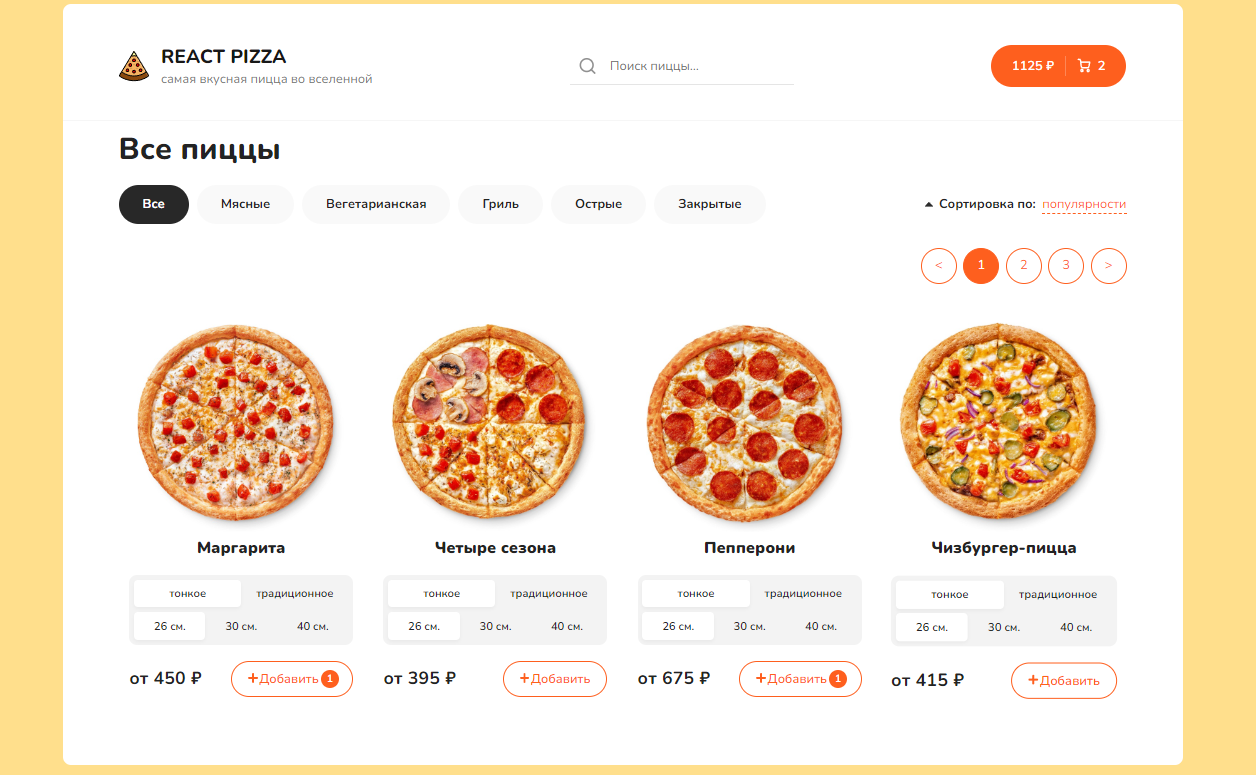 REACT PIZZA
самая вкусная пицца во вселенной
Поиск пиццы...
1125 ₽ 2
Все пиццы
Все Мясные Вегетарианская Гриль Острые Закрытые
Сортировка по: популярности
< 1 2 3 >
Маргарита Четыре сезона Пепперони Чизбургер-пицца
тонкое традиционное тонкое традиционное тонкое традиционное тонкое традиционное
26 см. 30 см. 40 см. 26 см. 30 см. 40 см. 26 см. 30 см. 40 см. 26 см. 30 см. 40 см.
от 450 ₽ +Добавить 1 от 395 ₽ +Добавить от 675 ₽ +Добавить 1 от 415 ₽ +Добавить